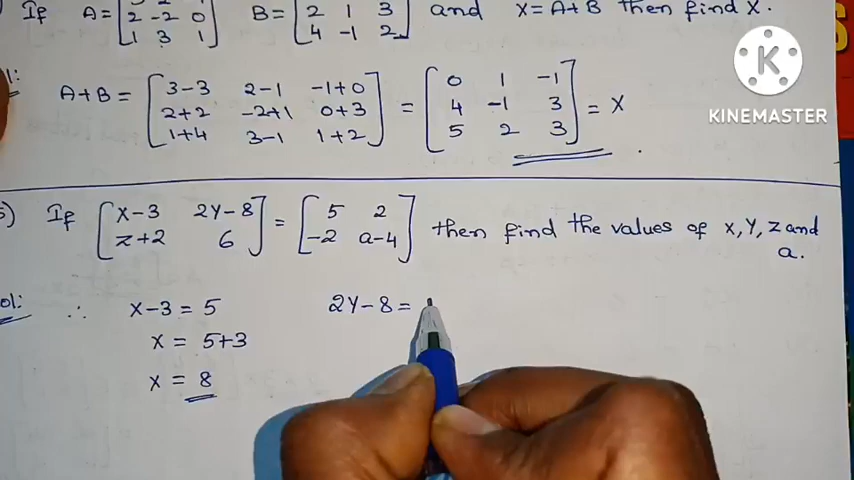 If A = [ 2 -2 0 B = [ 2 1 3 ] and X = A+B then find X.
1 3 1 ] 4 -1 2 ]
A+B = [ 3-3 2-1 -1+0 ] = [ 0 1 -1 ] = X
2+2 -2+1 0+3 4 -1 3
1+4 3-1 1+2 5 2 3
K
KINEMASTER
5) If [ X-3 2Y-8 ] = [ 5 2 ] then find the values of x, Y, z and
z+2 6 -2 a-4 a.
ol: ∴ X-3 = 5 2Y-8 =
X = 5+3
X = 8